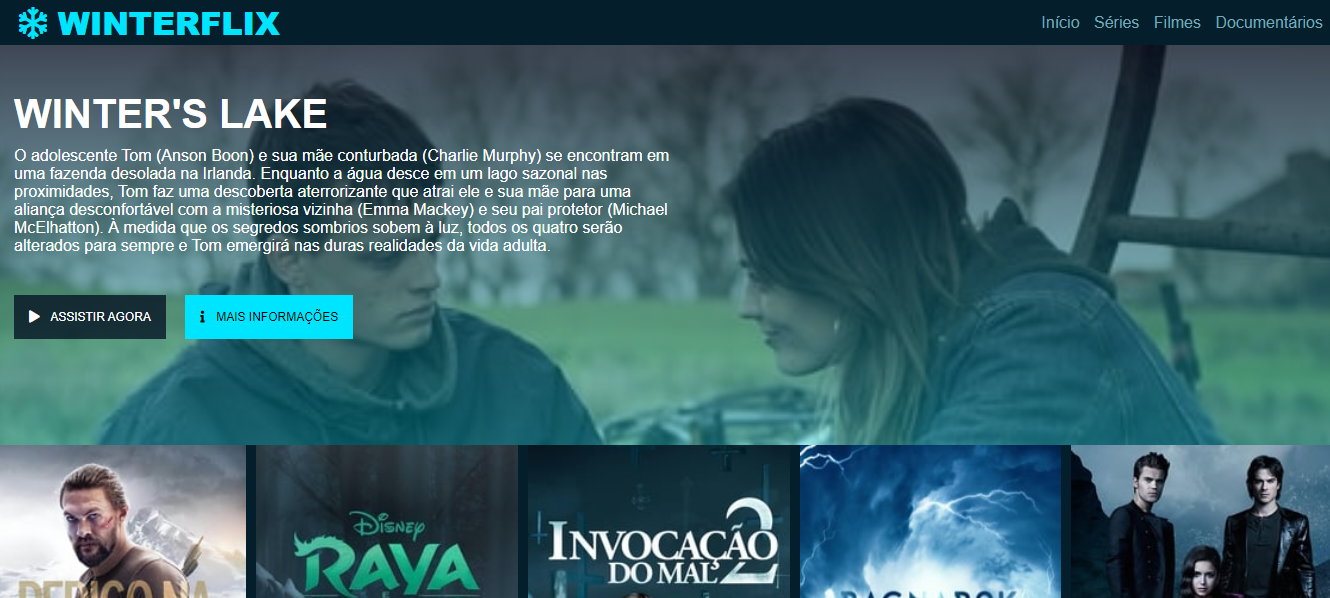 WINTERFLIX
Início Séries Filmes Documentários
WINTER'S LAKE
O adolescente Tom (Anson Boon) e sua mãe conturbada (Charlie Murphy) se encontram em
uma fazenda desolada na Irlanda. Enquanto a água desce em um lago sazonal nas
proximidades, Tom faz uma descoberta aterrorizante que atrai ele e sua mãe para uma
aliança desconfortável com a misteriosa vizinha (Emma Mackey) e seu pai protetor (Michael
McElhatton). À medida que os segredos sombrios sobem à luz, todos os quatro serão
alterados para sempre e Tom emergirá nas duras realidades da vida adulta.
ASSISTIR AGORA
MAIS INFORMAÇÕES
PERIGO NA
DISNEY
RAYA
INVOCAÇÃO
DO MAL 2
RAGNAROK